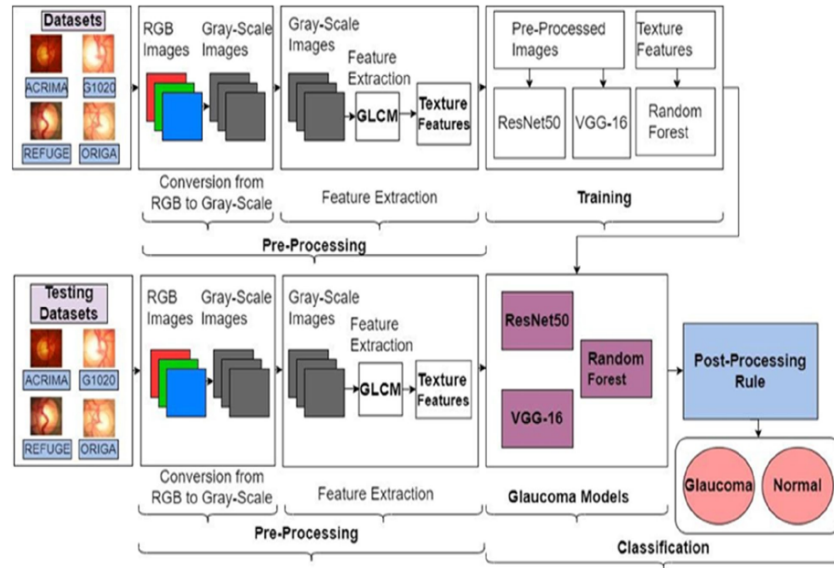 Datasets
ACRIMA
G1020
REFUGE
ORIGA
RGB
Images
Gray-Scale
Images
Conversion from
RGB to Gray-Scale
Gray-Scale
Images
Feature
Extraction
GLCM
Texture
Features
Feature Extraction
Pre-Processing
Pre-Processed
Images
Texture
Features
ResNet50
VGG-16
Random
Forest
Training
Testing
Datasets
ACRIMA
G1020
REFUGE
ORIGA
RGB
Images
Gray-Scale
Images
Conversion from
RGB to Gray-Scale
Gray-Scale
Images
Feature
Extraction
GLCM
Texture
Features
Feature Extraction
Pre-Processing
ResNet50
Random
Forest
VGG-16
Glaucoma Models
Post-Processing
Rule
Glaucoma
Normal
Classification